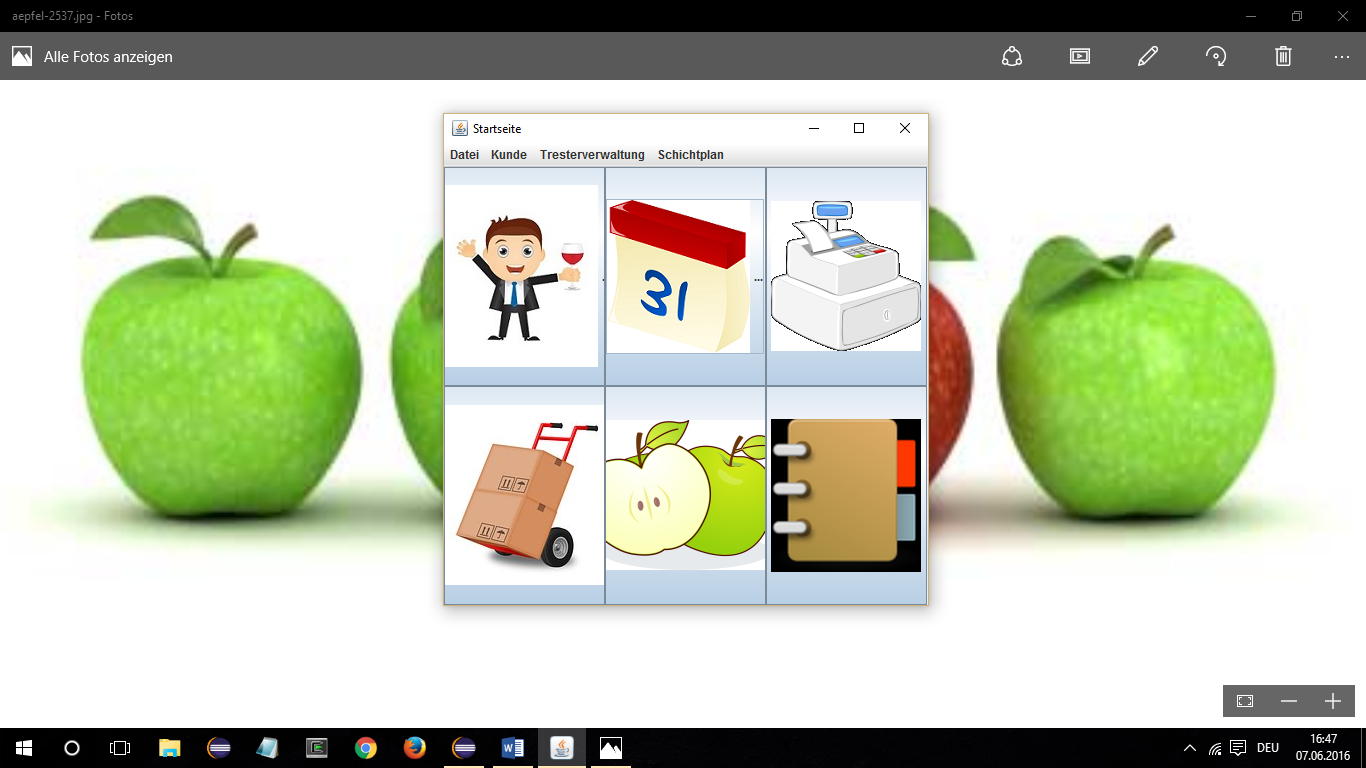 aepfel-2537.jpg - Fotos
Alle Fotos anzeigen
...
Startseite
Datei Kunde Tresterverwaltung Schichtplan
31
...
DEU
16:47
07.06.2016